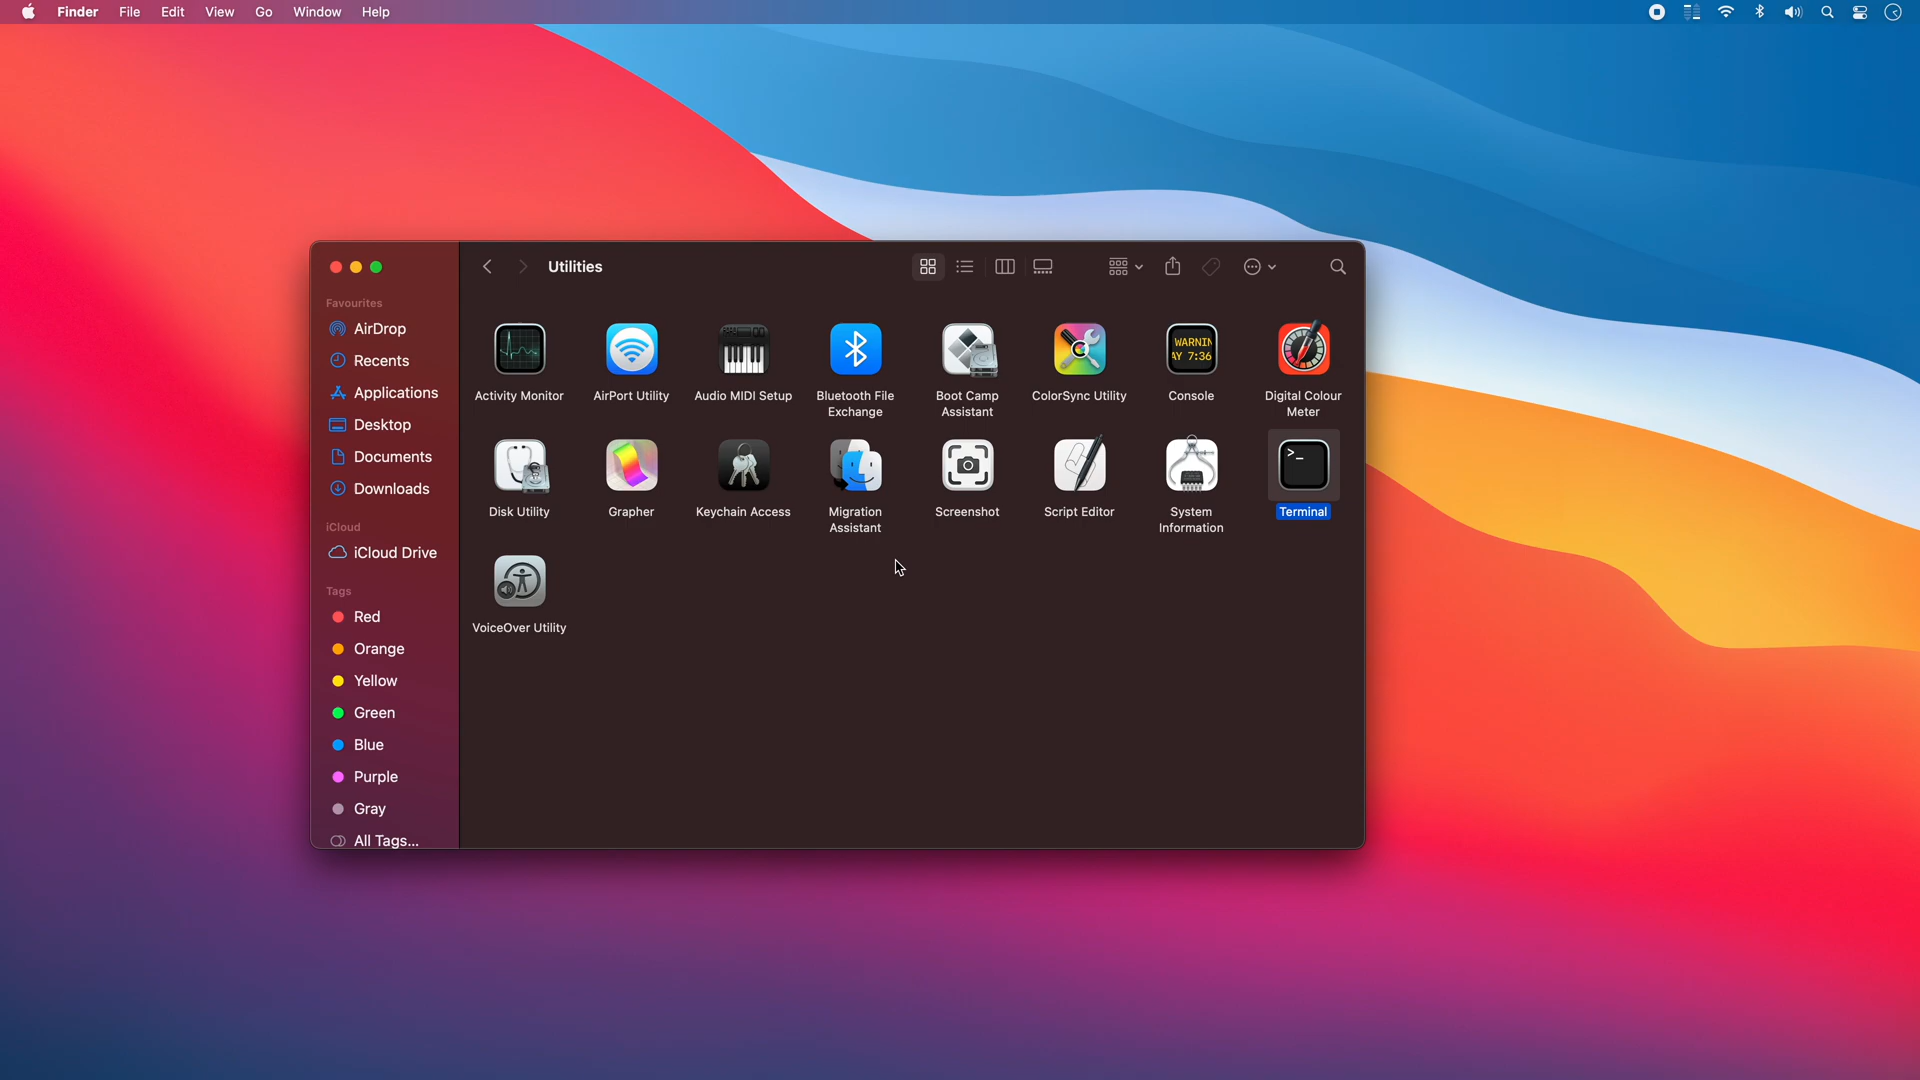 Finder File Edit View Go Window Help
Utilities
Favourites
AirDrop
Recents
Applications
Desktop
Documents
Downloads
iCloud
iCloud Drive
Tags
Red
Orange
Yellow
Green
Blue
Purple
Gray
All Tags...
WARNIN
AY 7:36
Activity Monitor
AirPort Utility
Audio MIDI Setup
Bluetooth File
Exchange
Boot Camp
Assistant
ColorSync Utility
Console
Digital Colour
Meter
>_
Disk Utility
Grapher
Keychain Access
Migration
Assistant
Screenshot
Script Editor
System
Information
Terminal
VoiceOver Utility